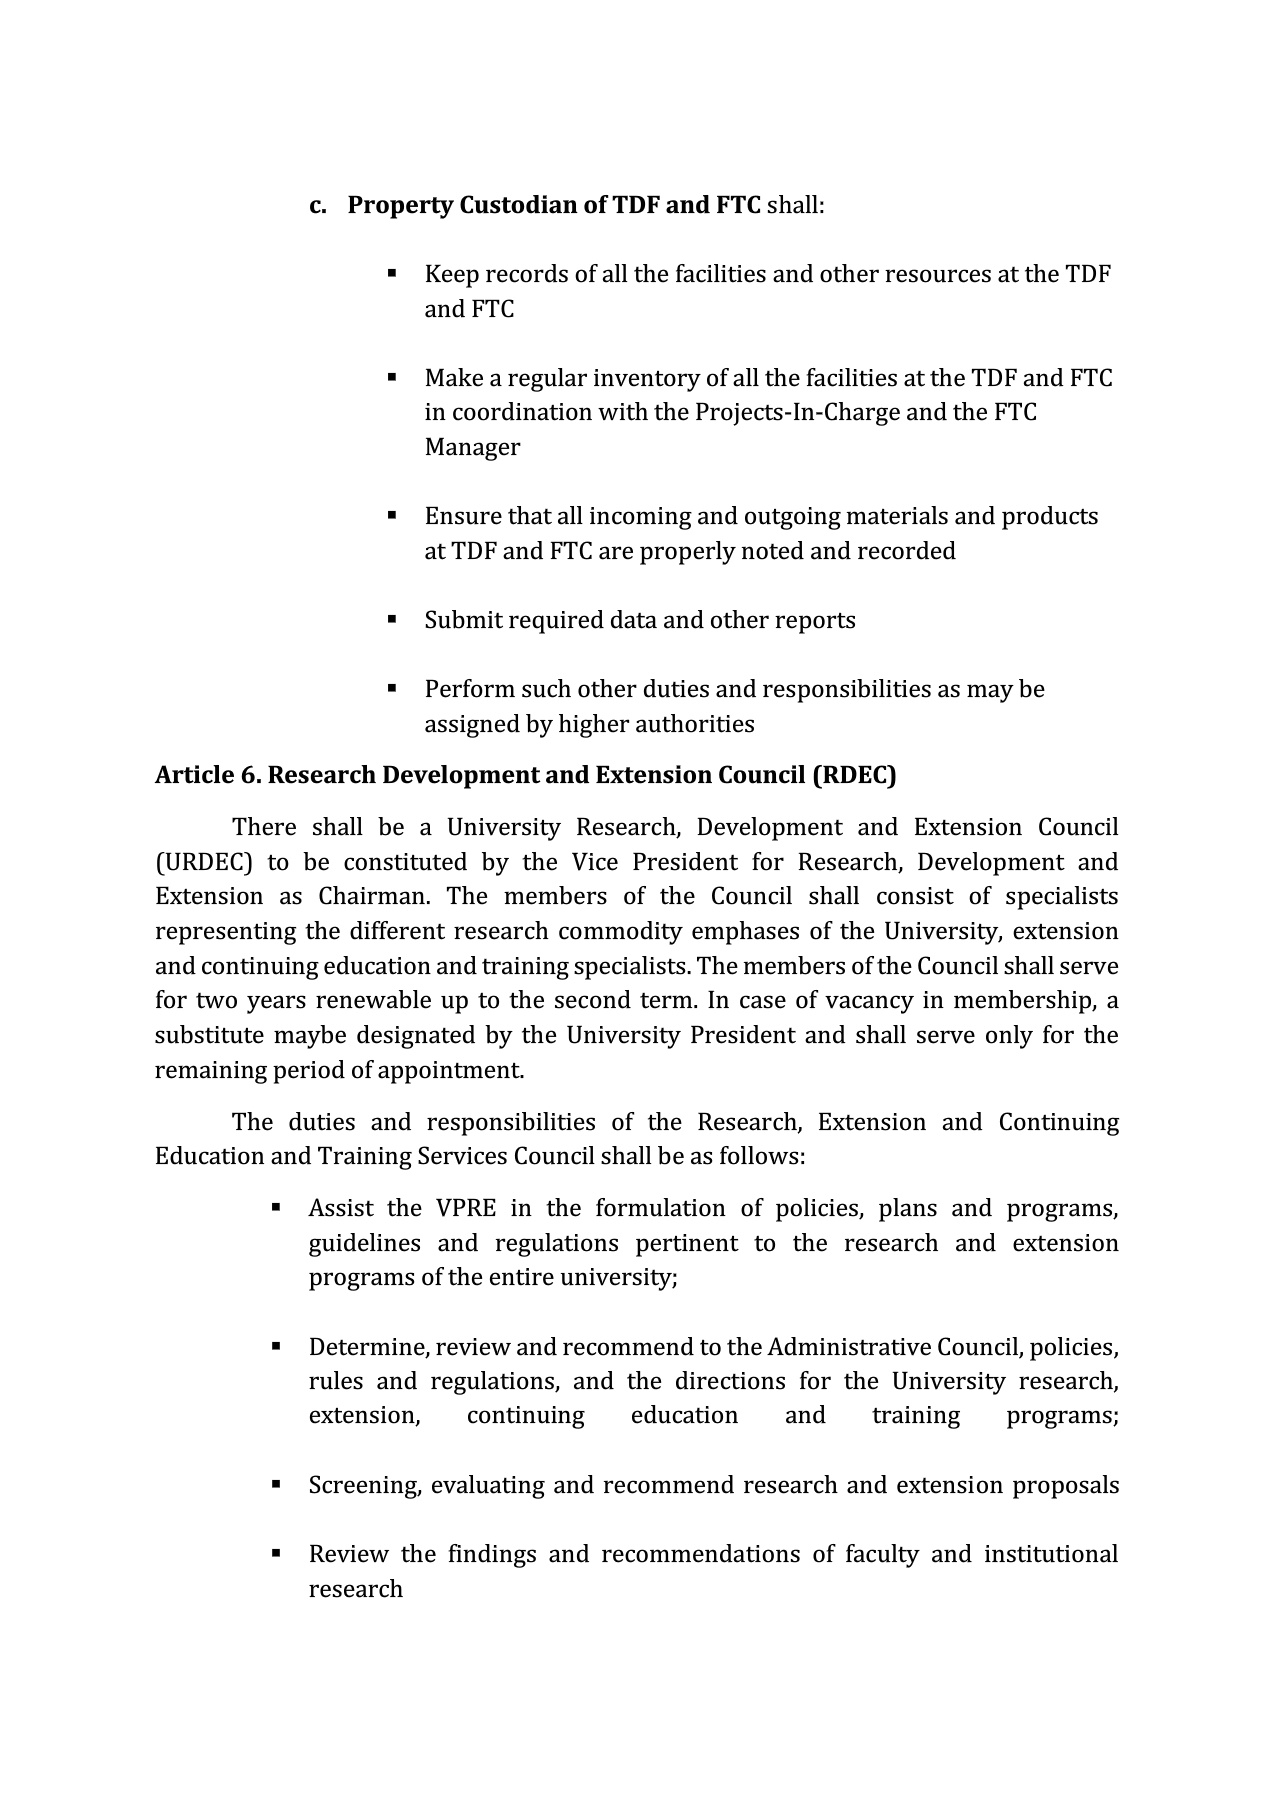 c. Property Custodian of TDF and FTC shall:
▪ Keep records of all the facilities and other resources at the TDF
and FTC
▪ Make a regular inventory of all the facilities at the TDF and FTC
in coordination with the Projects-In-Charge and the FTC
Manager
▪ Ensure that all incoming and outgoing materials and products
at TDF and FTC are properly noted and recorded
▪ Submit required data and other reports
▪ Perform such other duties and responsibilities as may be
assigned by higher authorities
Article 6. Research Development and Extension Council (RDEC)
There shall be a University Research, Development and Extension Council
(URDEC) to be constituted by the Vice President for Research, Development and
Extension as Chairman. The members of the Council shall consist of specialists
representing the different research commodity emphases of the University, extension
and continuing education and training specialists. The members of the Council shall serve
for two years renewable up to the second term. In case of vacancy in membership, a
substitute maybe designated by the University President and shall serve only for the
remaining period of appointment.
The duties and responsibilities of the Research, Extension and Continuing
Education and Training Services Council shall be as follows:
▪ Assist the VPRE in the formulation of policies, plans and programs,
guidelines and regulations pertinent to the research and extension
programs of the entire university;
▪ Determine, review and recommend to the Administrative Council, policies,
rules and regulations, and the directions for the University research,
extension, continuing education and training programs;
▪ Screening, evaluating and recommend research and extension proposals
▪ Review the findings and recommendations of faculty and institutional
research